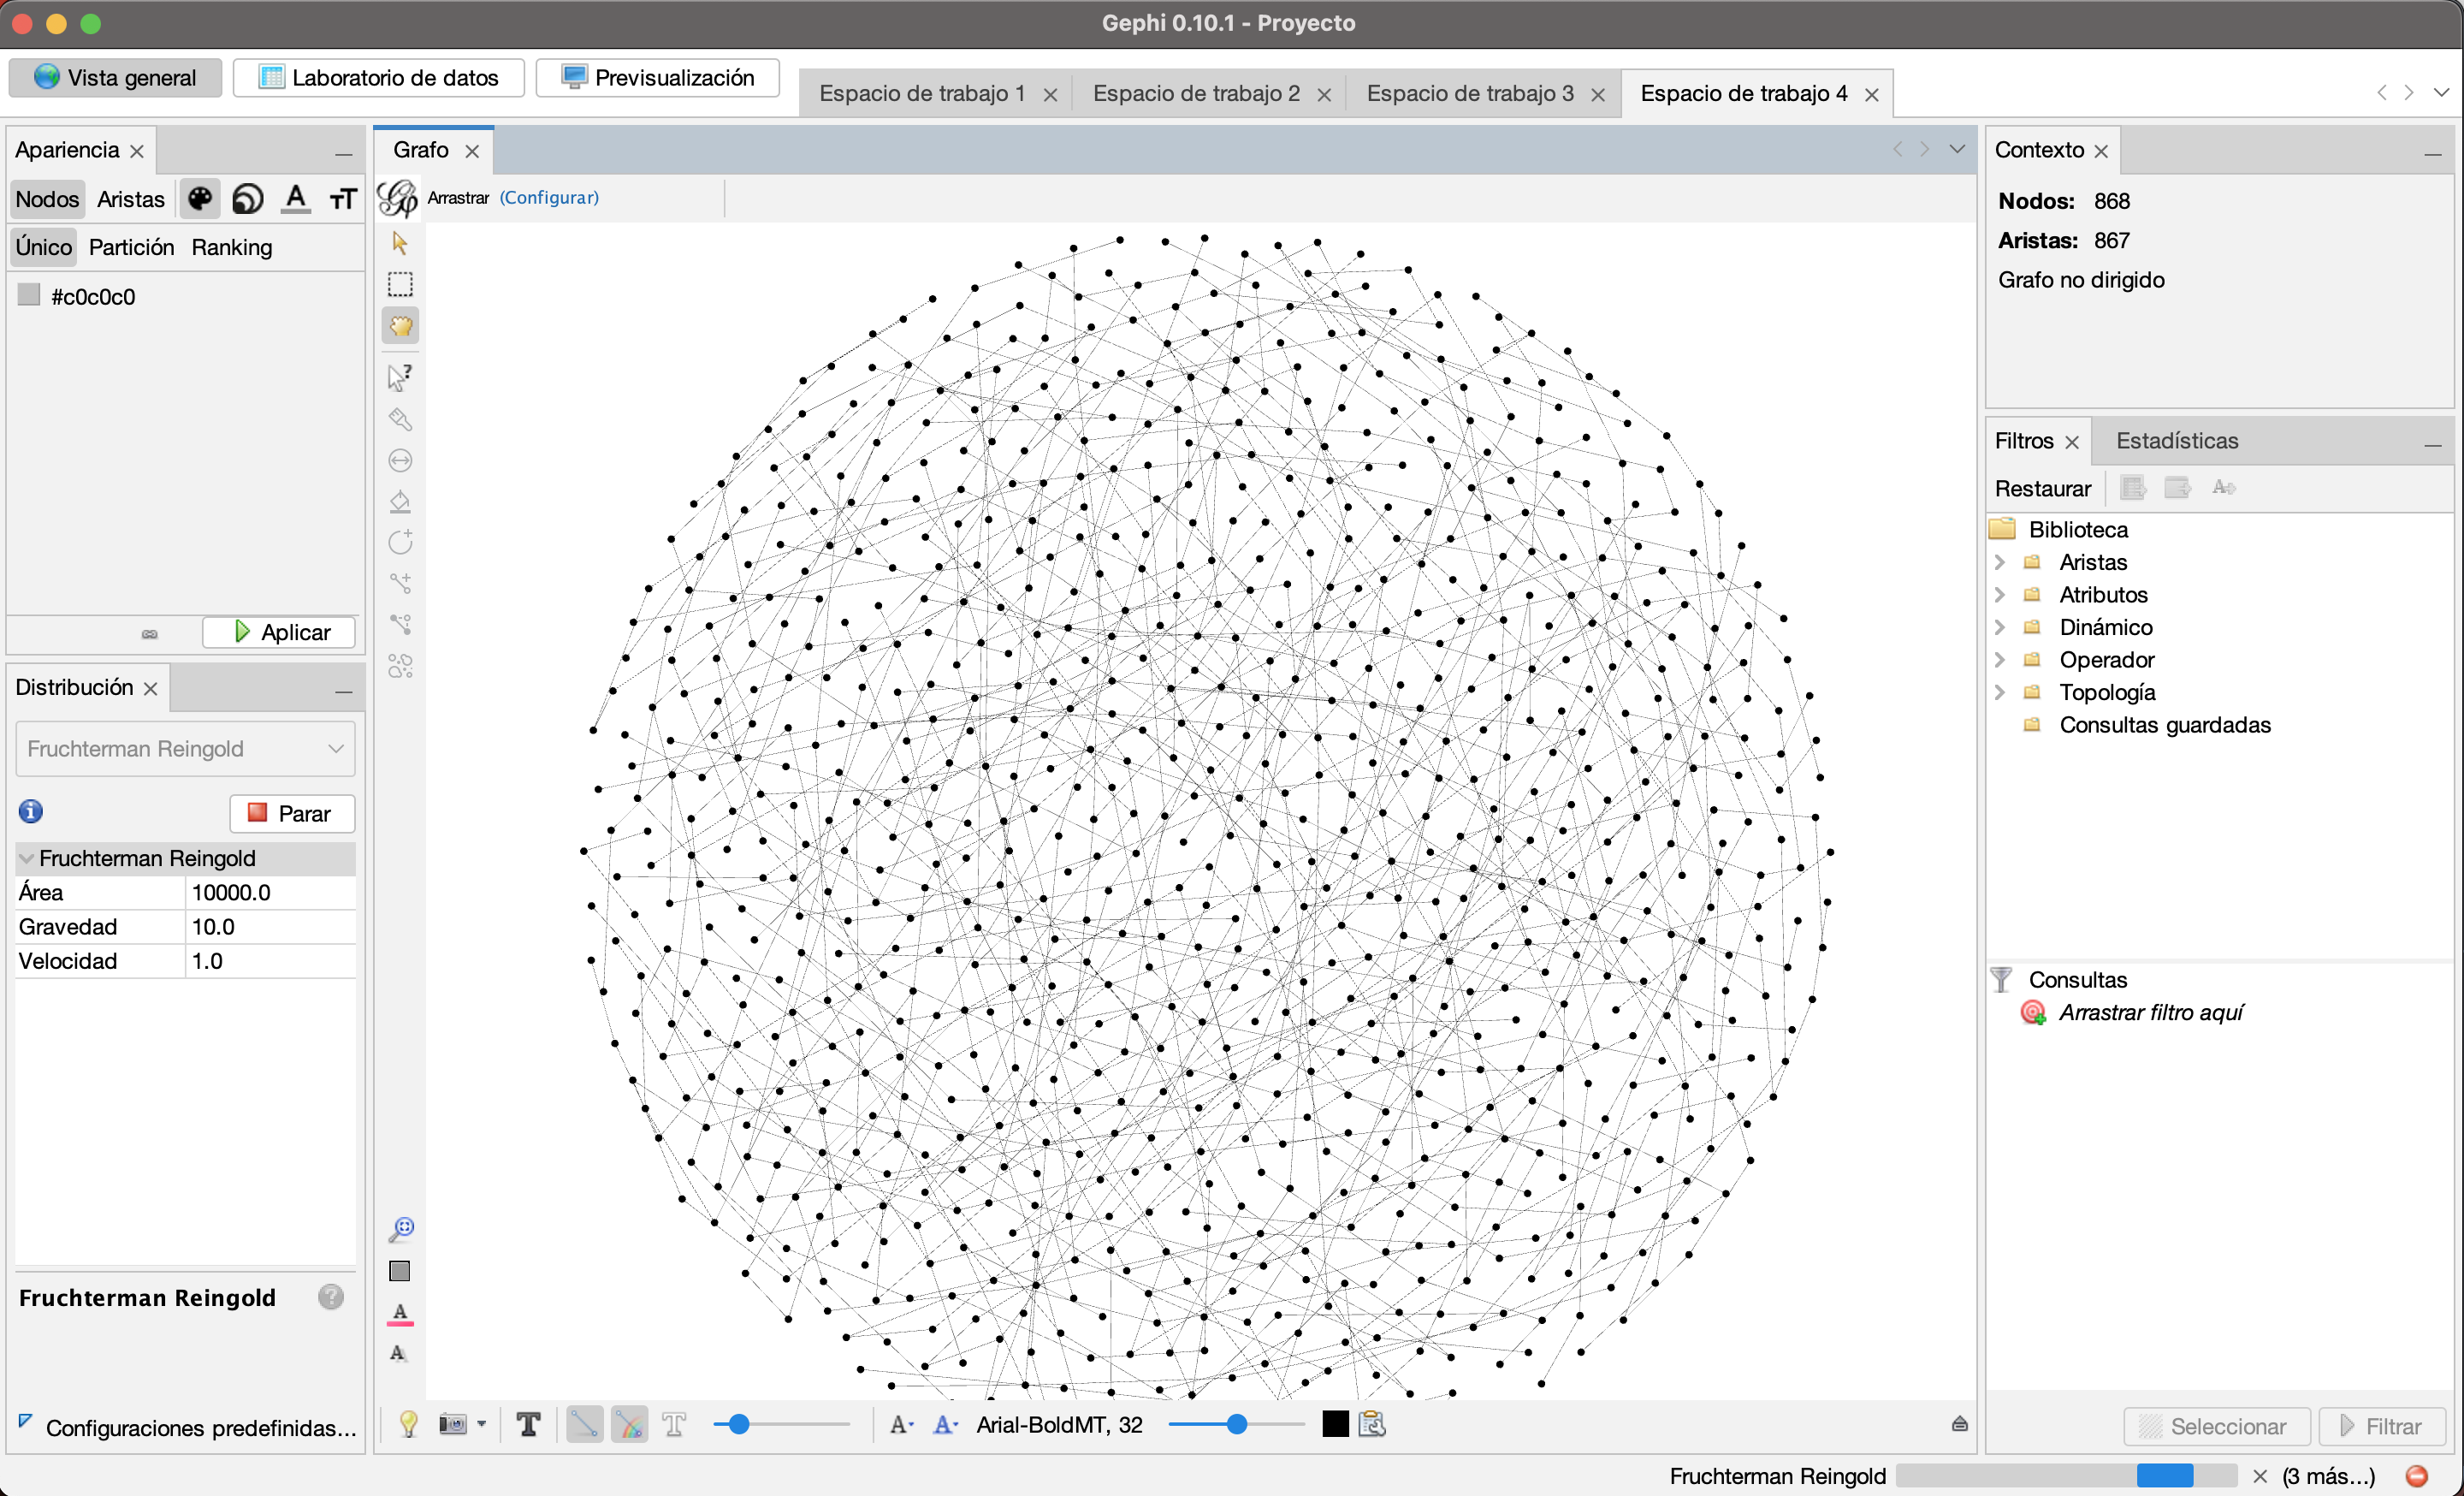 Gephi 0.10.1 - Proyecto
Vista general
Laboratorio de datos
Previsualización
Espacio de trabajo 1
Espacio de trabajo 2
Espacio de trabajo 3
Espacio de trabajo 4
Apariencia
Nodos Aristas
Único Partición Ranking
#c0c0c0
Aplicar
Distribución
Fruchterman Reingold
Parar
Fruchterman Reingold
Área 10000.0
Gravedad 10.0
Velocidad 1.0
Fruchterman Reingold
Configuraciones predefinidas...
Grafo
Arrastrar (Configurar)
Arial-BoldMT, 32
Contexto
Nodos: 868
Aristas: 867
Grafo no dirigido
Filtros
Estadísticas
Restaurar
Biblioteca
Aristas
Atributos
Dinámico
Operador
Topología
Consultas guardadas
Consultas
Arrastrar filtro aquí
Seleccionar
Filtrar
Fruchterman Reingold
(3 más...)